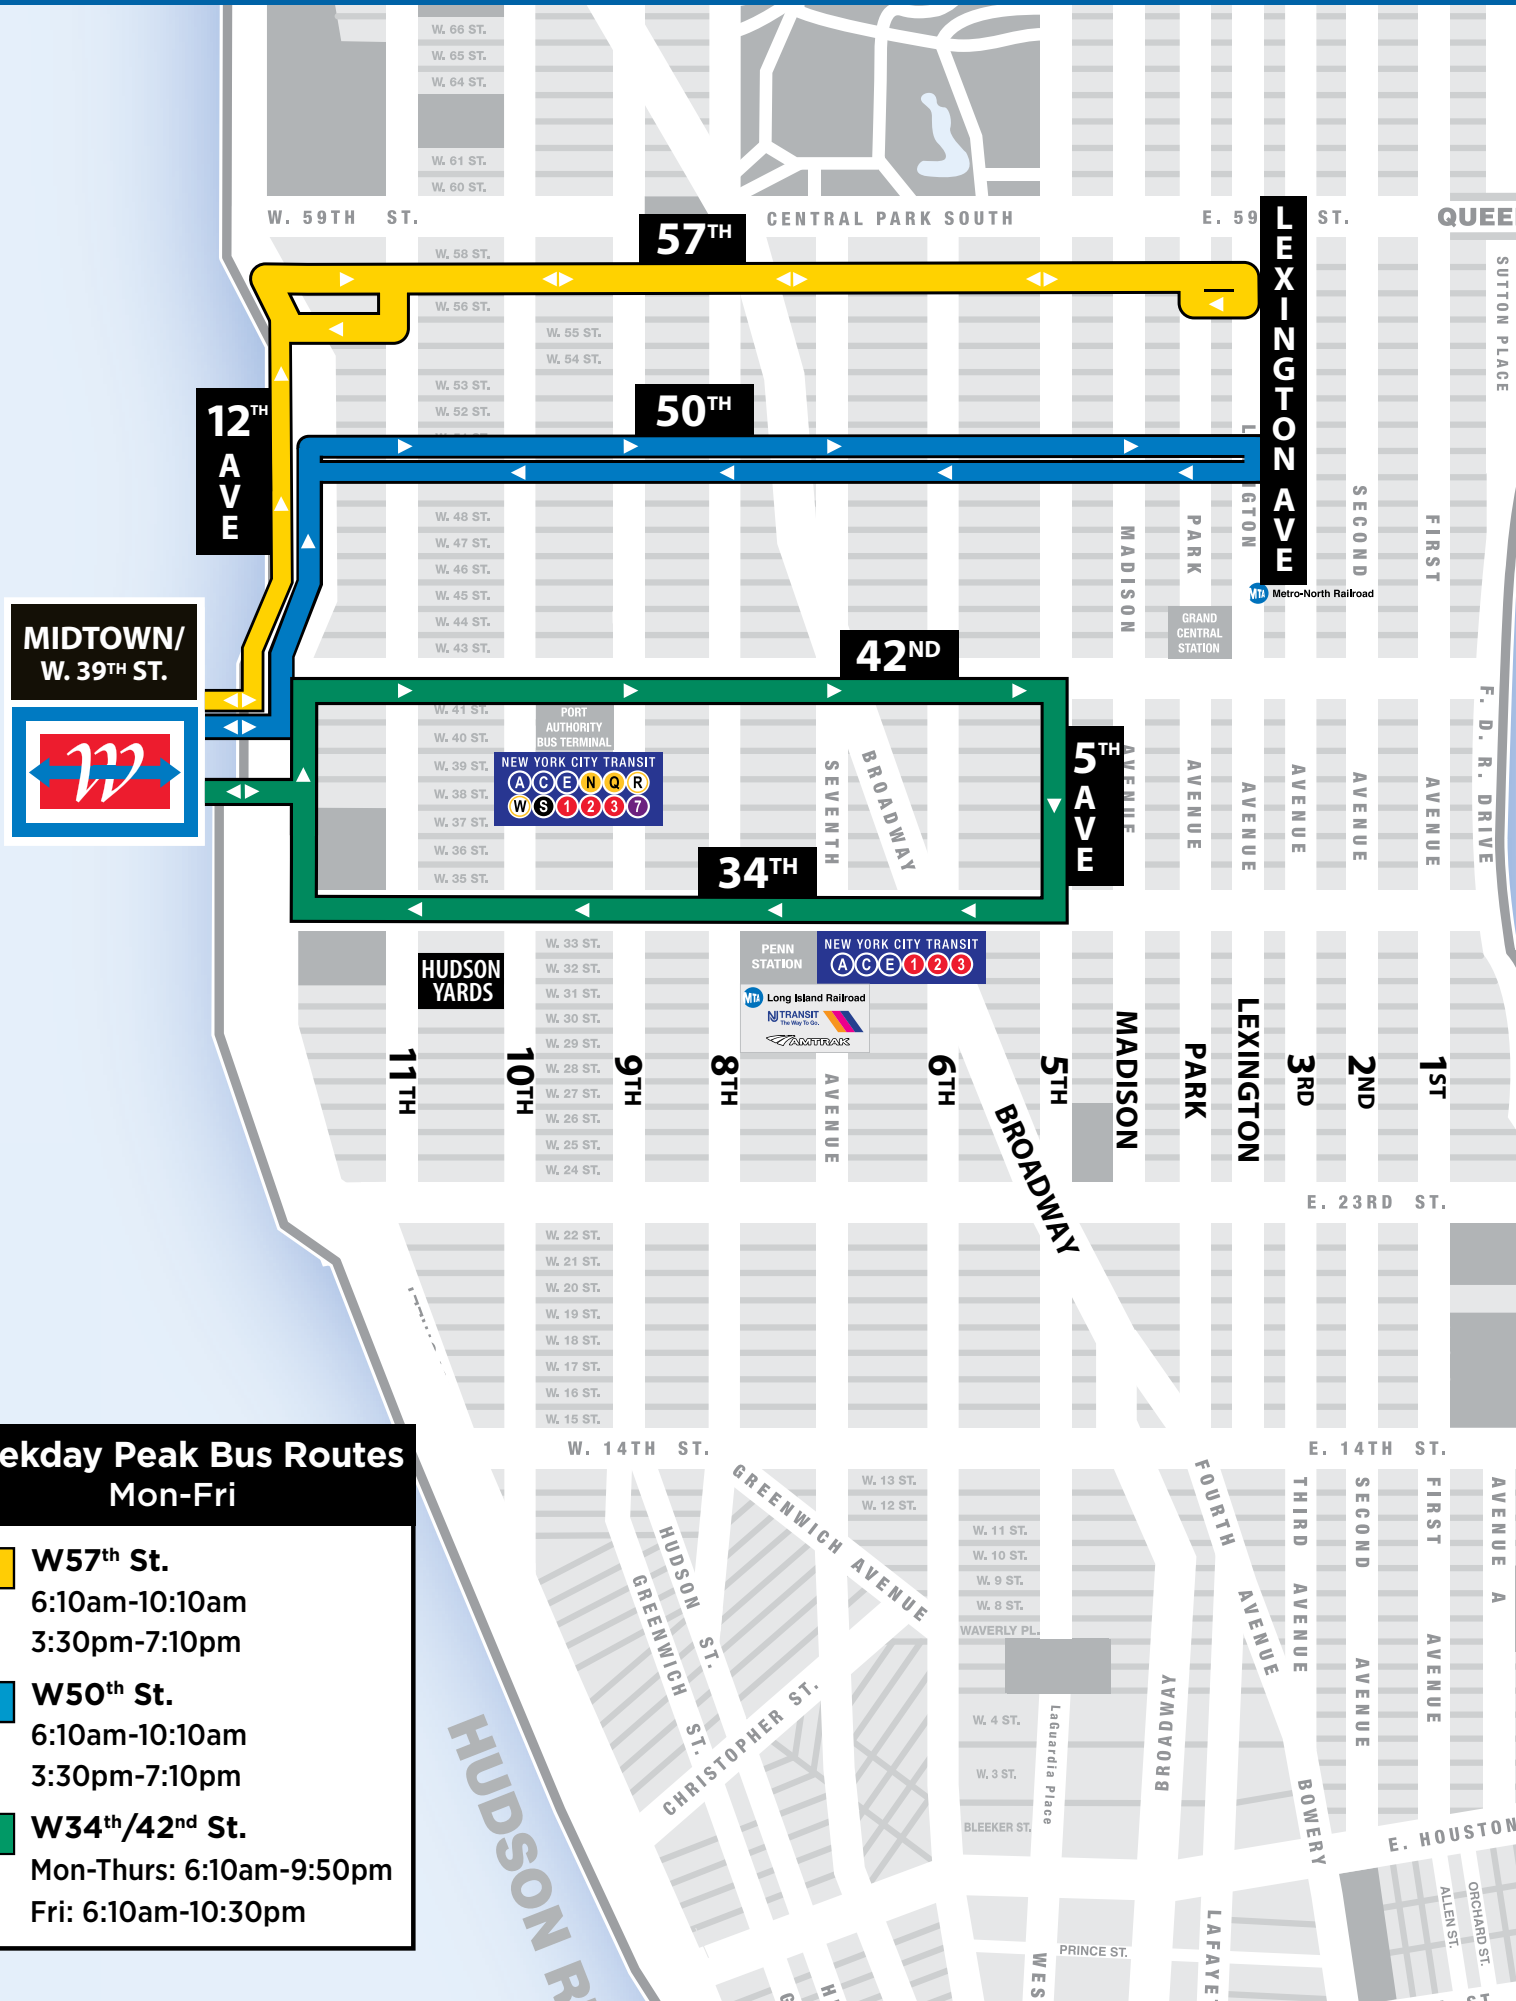 W. 66 ST.
W. 65 ST.
W. 64 ST.
W. 61 ST.
W. 60 ST.
W. 59TH ST.
CENTRAL PARK SOUTH
E. 59
ST.
QUEE
LEXINGTON AVE
57TH
W. 58 ST.
W. 56 ST.
W. 55 ST.
W. 54 ST.
W. 53 ST.
W. 52 ST.
SUTTON PLACE
12TH AVE
50TH
W. 48 ST.
W. 47 ST.
W. 46 ST.
W. 45 ST.
W. 44 ST.
W. 43 ST.
MADISON
PARK
GTON
SECOND
FIRST
MTA Metro-North Railroad
GRAND
CENTRAL
STATION
MIDTOWN/
W. 39TH ST.
W
42ND
W. 41 ST.
W. 40 ST.
W. 39 ST.
W. 38 ST.
W. 37 ST.
W. 36 ST.
W. 35 ST.
PORT
AUTHORITY
BUS TERMINAL
NEW YORK CITY TRANSIT
A C E N Q R
W S 1 2 3 7
SEVENTH
BROADWAY
5TH AVE
AVENUE
AVENUE
AVENUE
AVENUE
AVENUE
AVENUE
F. D. R. DRIVE
34TH
HUDSON
YARDS
W. 33 ST.
W. 32 ST.
W. 31 ST.
W. 30 ST.
W. 29 ST.
W. 28 ST.
W. 27 ST.
W. 26 ST.
W. 25 ST.
W. 24 ST.
PENN
STATION
NEW YORK CITY TRANSIT
A C E 1 2 3
MTA Long Island Railroad
NJ TRANSIT
The Way To Go.
AMTRAK
11TH
10TH
9TH
8TH
AVENUE
6TH
BROADWAY
5TH
MADISON
PARK
LEXINGTON
3RD
2ND
1ST
E. 23RD ST.
W. 22 ST.
W. 21 ST.
W. 20 ST.
W. 19 ST.
W. 18 ST.
W. 17 ST.
W. 16 ST.
W. 15 ST.
W. 14TH ST.
E. 14TH ST.
GREENWICH AVENUE
HUDSON ST.
GREENWICH ST.
CHRISTOPHER ST.
W. 13 ST.
W. 12 ST.
W. 11 ST.
W. 10 ST.
W. 9 ST.
W. 8 ST.
WAVERLY PL.
W. 4 ST.
W. 3 ST.
BLEEKER ST.
LaGuardia Place
BROADWAY
FOURTH AVENUE
THIRD AVENUE
SECOND AVENUE
FIRST AVENUE
AVENUE A
BOWERY
E. HOUSTON
ALLEN ST.
ORCHARD ST.
PRINCE ST.
WES
LAFAYE
HUDSON R
ekday Peak Bus Routes
Mon-Fri
W57th St.
6:10am-10:10am
3:30pm-7:10pm
W50th St.
6:10am-10:10am
3:30pm-7:10pm
W34th/42nd St.
Mon-Thurs: 6:10am-9:50pm
Fri: 6:10am-10:30pm